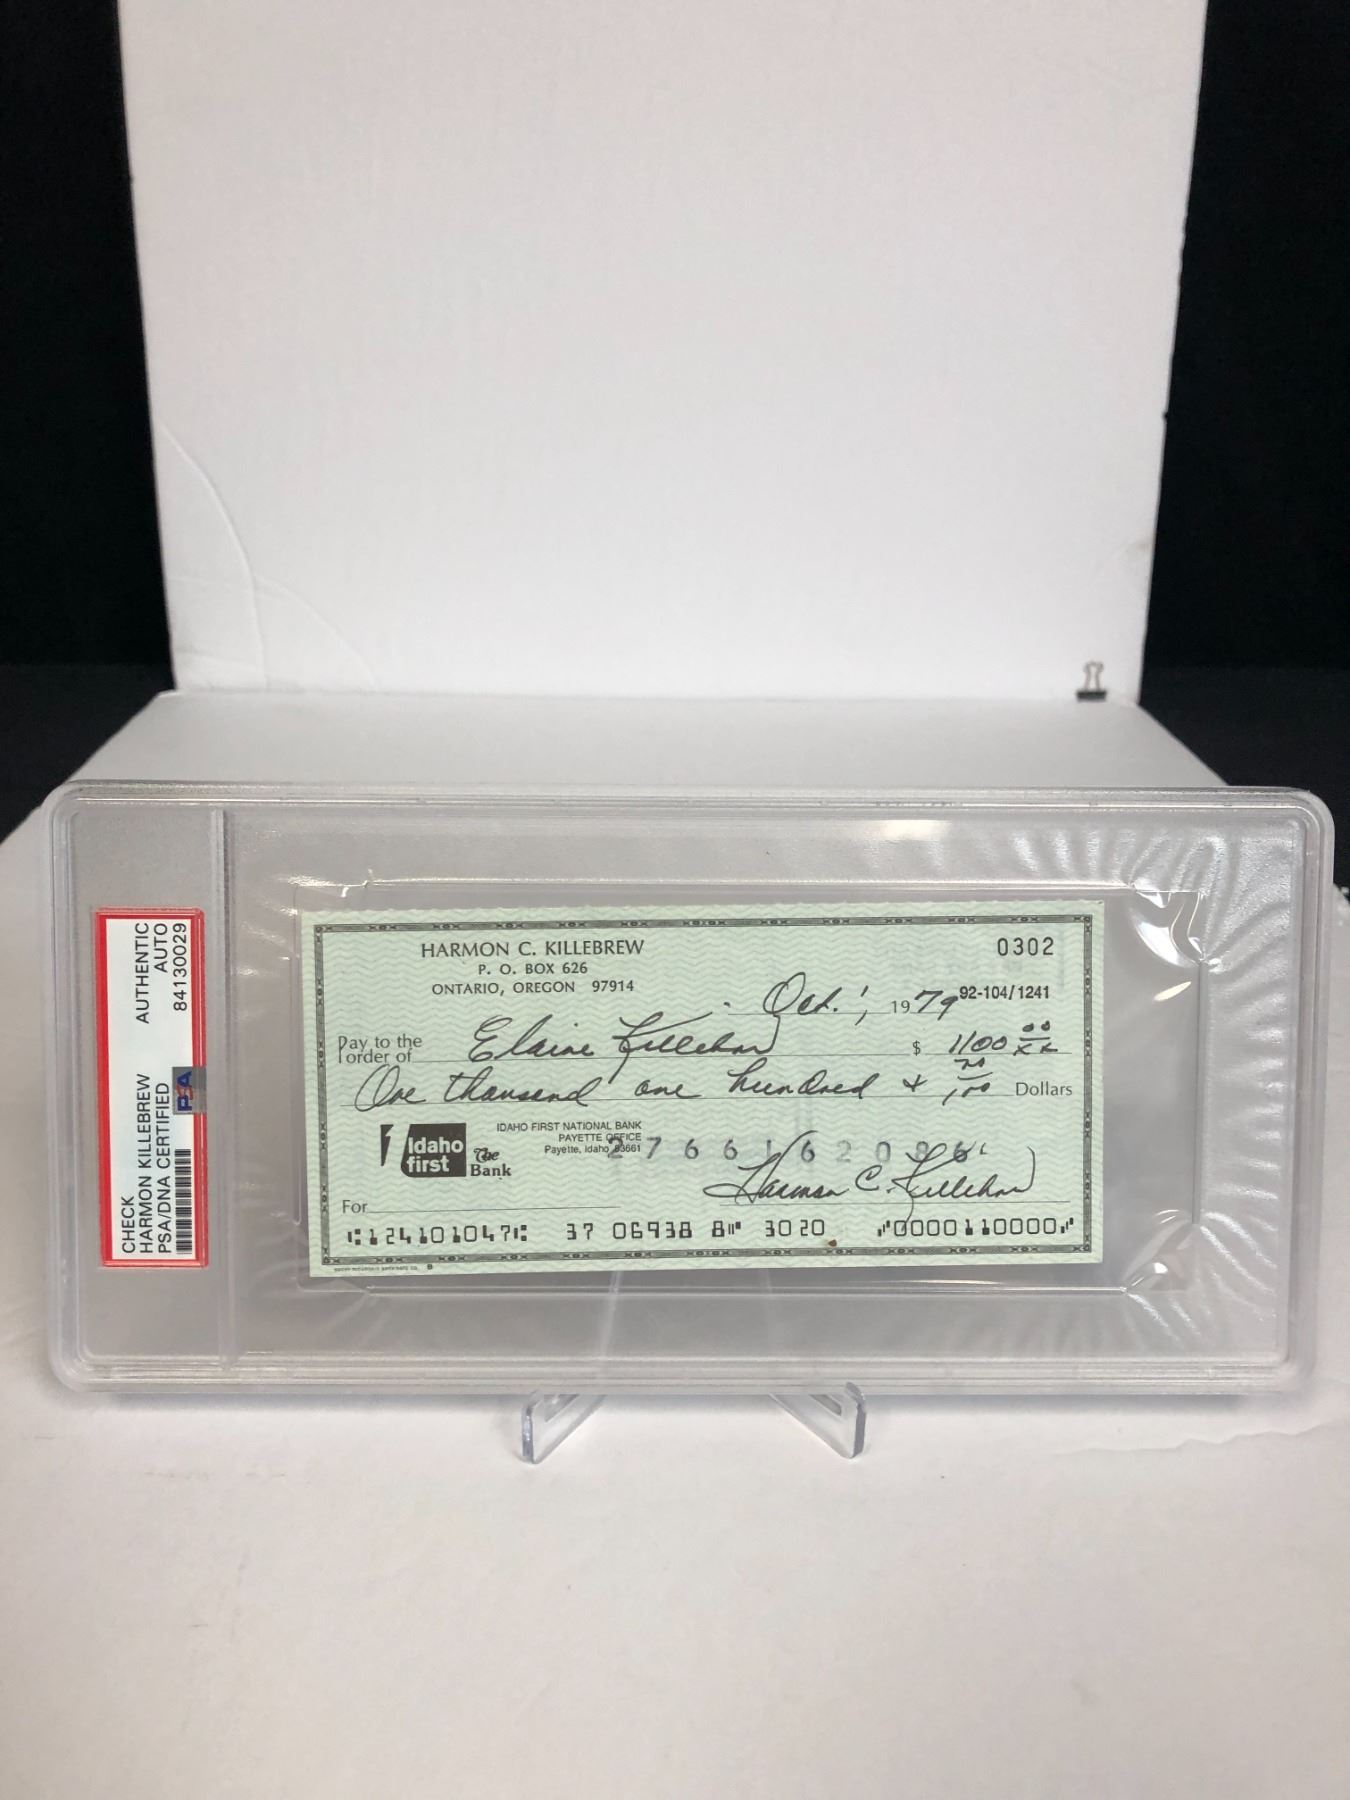 CHECK
HARMON KILLEBREW
PSA/DNA CERTIFIED
AUTHENTIC
AUTO
84130029
PSA
HARMON C. KILLEBREW
P. O. BOX 626
ONTARIO, OREGON 97914
0302
Oct. 1, 1979
92-104/1241
Pay to the order of Elaine Killebrew $ 1100 00/xx
One thousand one hundred & no/100 Dollars
Idaho first The Bank
IDAHO FIRST NATIONAL BANK
PAYETTE OFFICE
Payette, Idaho 83661
Harmon C. Killebrew
For
⑆124101047⑆ 37 06938 8⑈ 3020 ⑈0000110000⑈